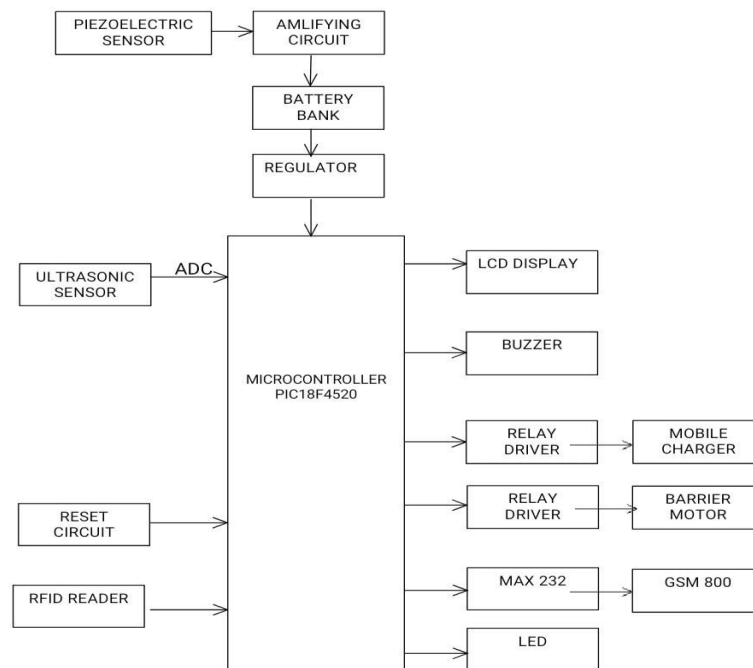 PIEZOELECTRIC
SENSOR
AMLIFYING
CIRCUIT
BATTERY
BANK
REGULATOR
ULTRASONIC
SENSOR
ADC
LCD DISPLAY
BUZZER
MICROCONTROLLER
PIC18F4520
RELAY
DRIVER
MOBILE
CHARGER
RESET
CIRCUIT
RELAY
DRIVER
BARRIER
MOTOR
RFID READER
MAX 232
GSM 800
LED